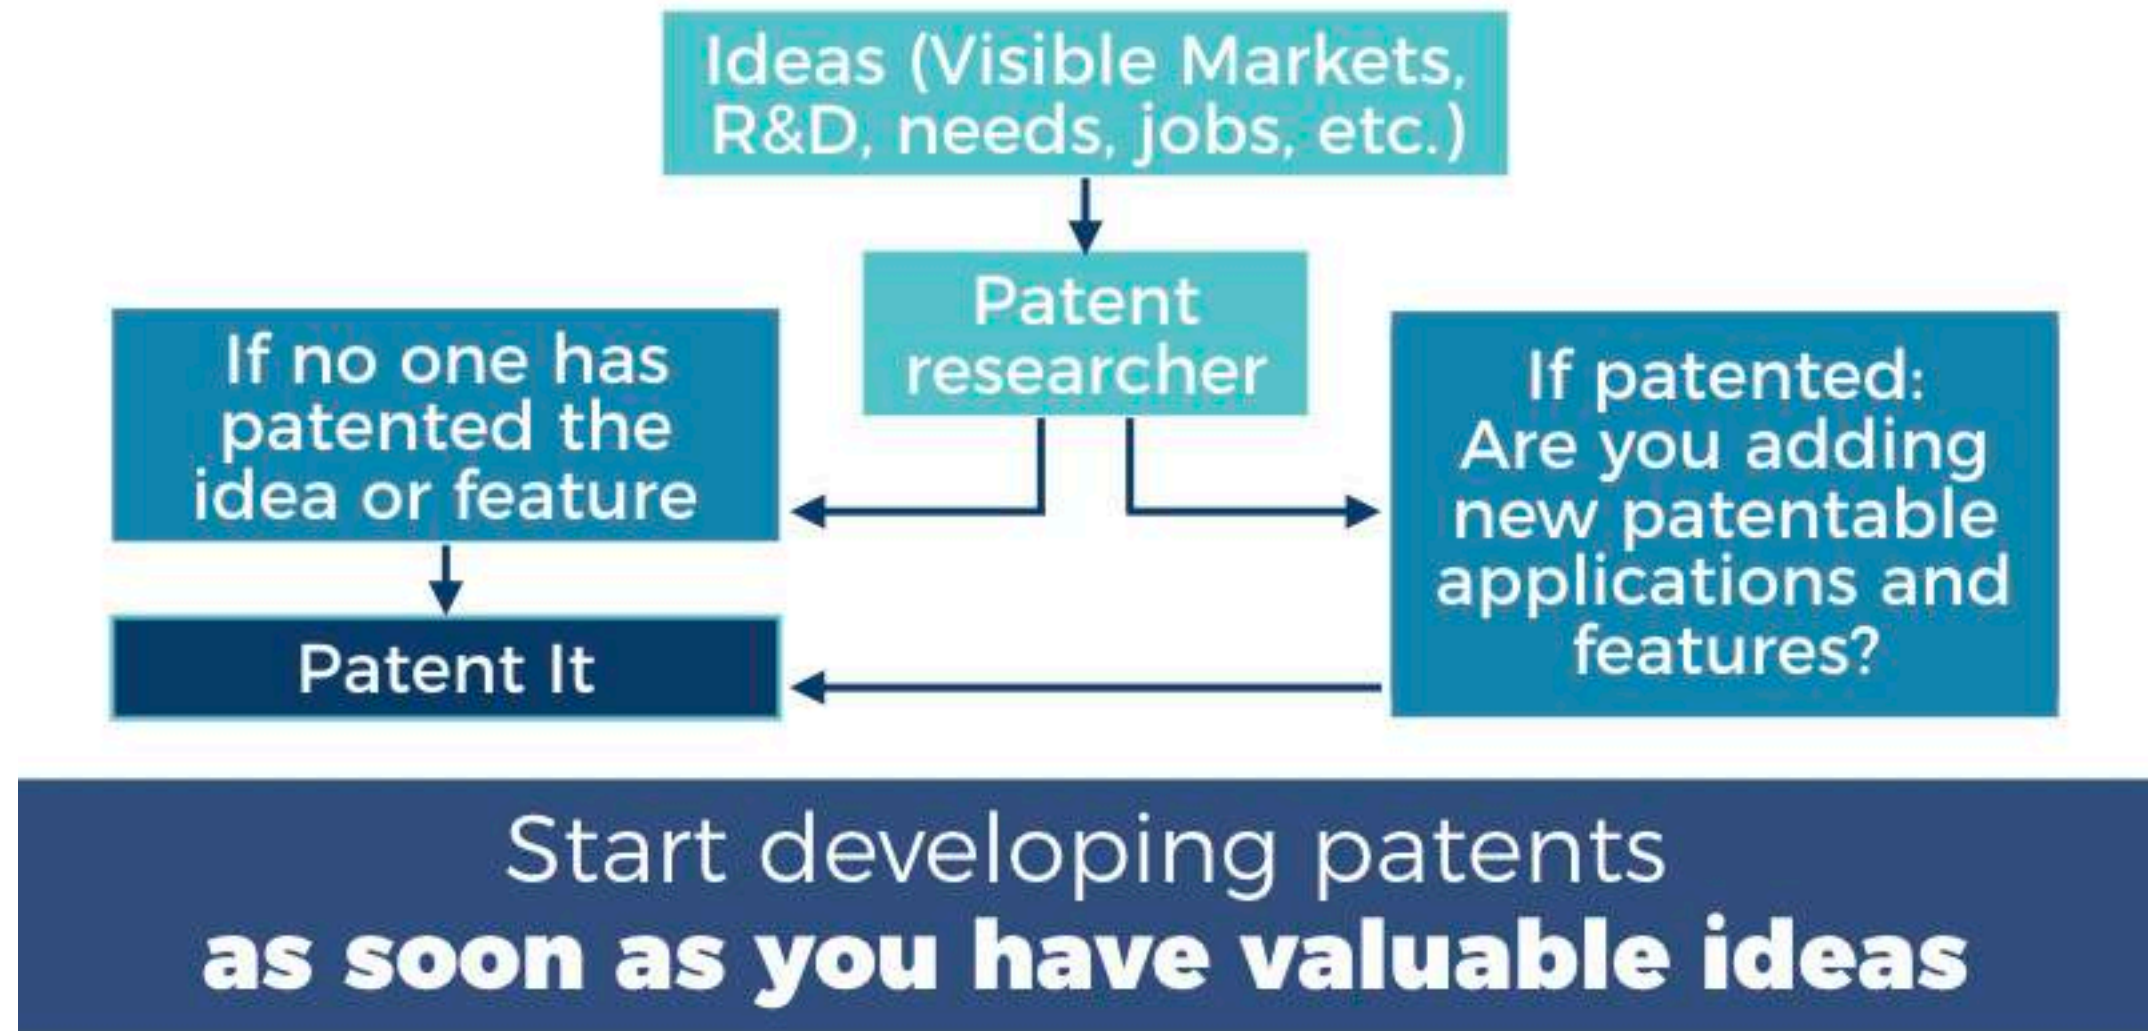 Ideas (Visible Markets,
R&D, needs, jobs, etc.)
Patent
researcher
If no one has
patented the
idea or feature
If patented:
Are you adding
new patentable
applications and
features?
Patent It
Start developing patents
as soon as you have valuable ideas